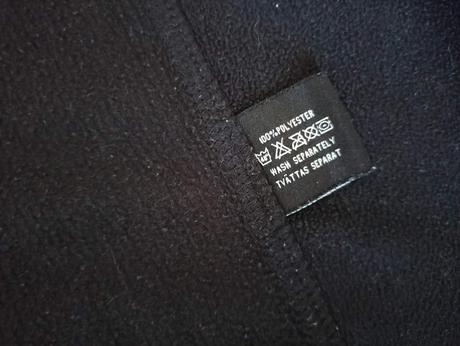 100%POLYESTER
WASH SEPARATELY
TVÄTTAS SEPARAT